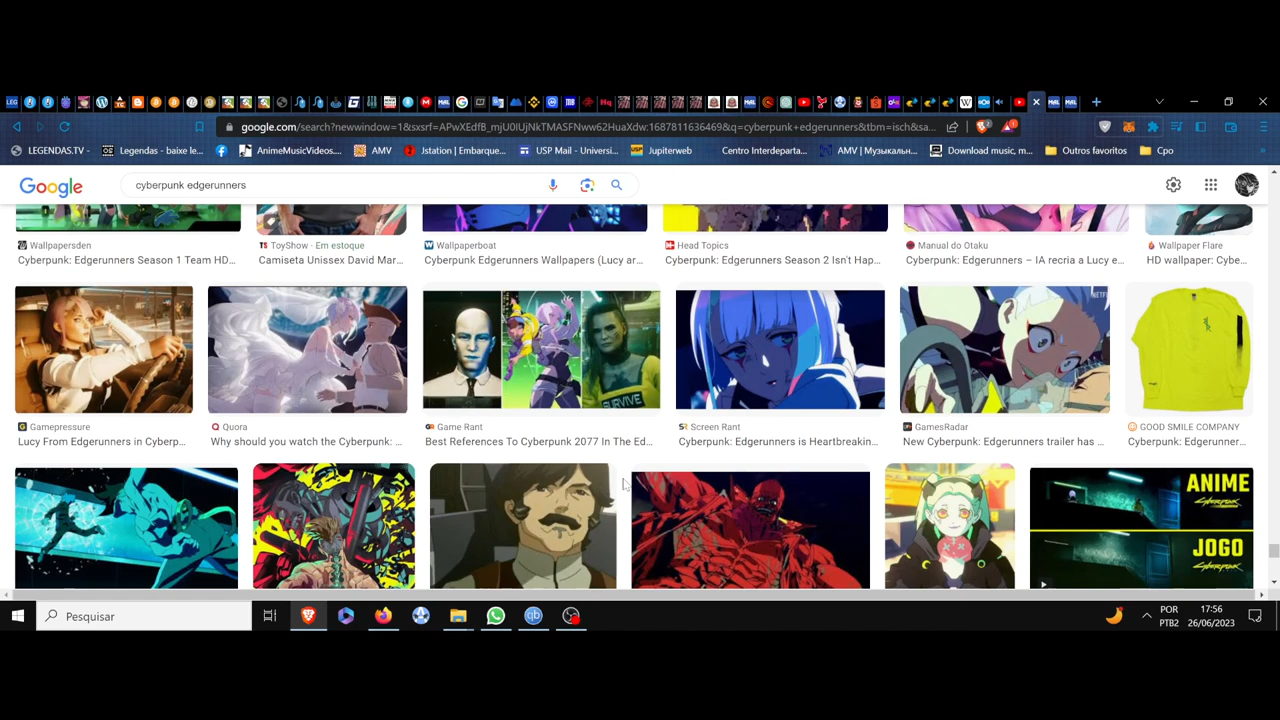 google.com/search?newwindow=1&sxsrf=APwXEdfB_mjU0IUjNkTMASFNww62HuaXdw:1687811636469&q=cyberpunk+edgerunners&tbm=isch&sa...
LEGENDAS.TV - Legendas - baixe le... AnimeMusicVideos.... AMV Jstation | Embarque... USP Mail - Universi... Jupiterweb Centro Interdeparta... AMV | Музыкальн... Download music, m... Outros favoritos Cpo
Google cyberpunk edgerunners
Wallpapersden
Cyberpunk: Edgerunners Season 1 Team HD...
ToyShow · Em estoque
Camiseta Unissex David Mar...
Wallpaperboat
Cyberpunk Edgerunners Wallpapers (Lucy ar...
Head Topics
Cyberpunk: Edgerunners Season 2 Isn't Hap...
Manual do Otaku
Cyberpunk: Edgerunners – IA recria a Lucy e...
Wallpaper Flare
HD wallpaper: Cybe...
SURVIVE
NETF
Gamepressure
Lucy From Edgerunners in Cyberp...
Quora
Why should you watch the Cyberpunk: ...
Game Rant
Best References To Cyberpunk 2077 In The Ed...
Screen Rant
Cyberpunk: Edgerunners is Heartbreakin...
GamesRadar
New Cyberpunk: Edgerunners trailer has ...
GOOD SMILE COMPANY
Cyberpunk: Edgerunner...
ANIME
Cyberpunk
JOGO
Cyberpunk
Pesquisar
POR
PTB2
17:56
26/06/2023